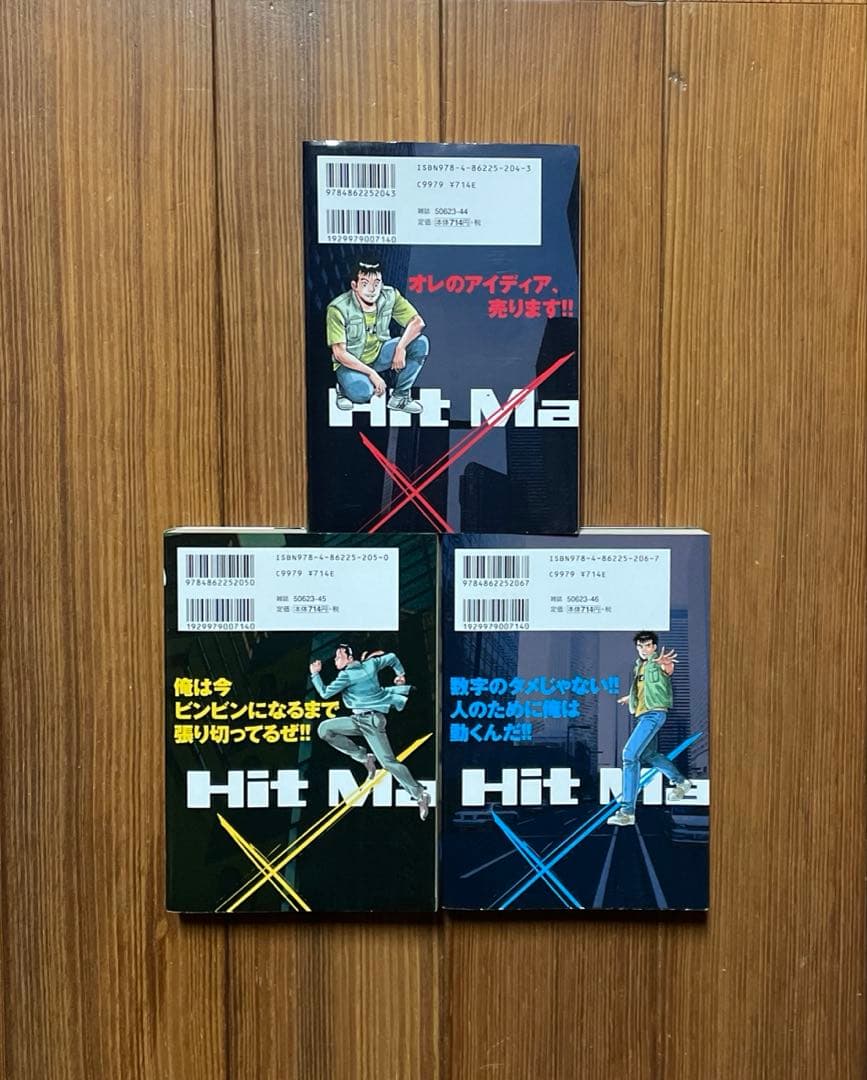 ISBN978-4-86225-204-3
C9979 ¥714E
9784862252043
雑誌 50623-44
定価 本体714円+税
1929979007140
オレのアイディア、
売ります!!
Hit Ma
ISBN978-4-86225-205-0
C9979 ¥714E
9784862252050
雑誌 50623-45
定価 本体714円+税
1929979007140
俺は今
ビンビンになるまで
張り切ってるぜ!!
Hit Ma
ISBN978-4-86225-206-7
C9979 ¥714E
9784862252067
雑誌 50623-46
定価 本体714円+税
1929979007140
数字のタメじゃない!!
人のために俺は
動くんだ!!
Hit Ma